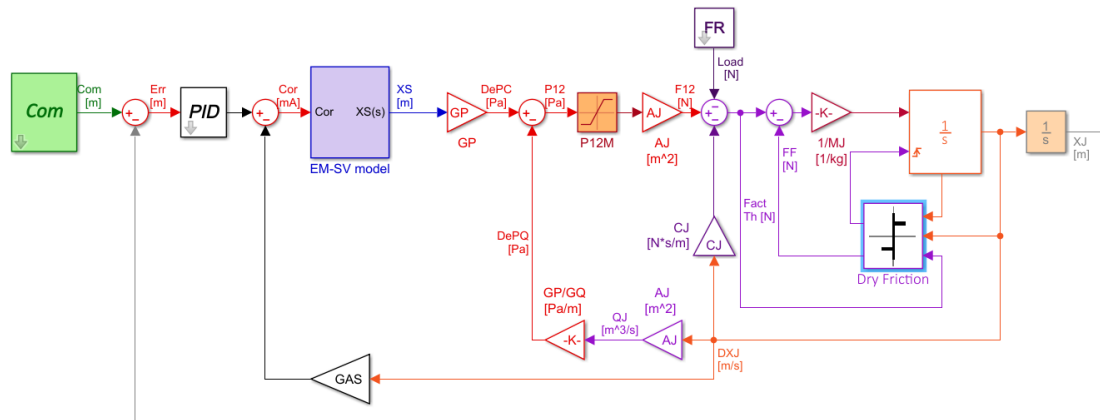 FR
Load
[N]
Com
Com
[m]
Err
[m]
PID
Cor
[mA]
Cor
XS(s)
EM-SV model
XS
[m]
GP
GP
DePC
[Pa]
P12
[Pa]
P12M
AJ
AJ
[m^2]
F12
[N]
-K-
1/MJ
[1/kg]
1
s
1
s
XJ
[m]
FF
[N]
Fact
Th [N]
Dry Friction
CJ
[N*s/m]
CJ
DePQ
[Pa]
GP/GQ
[Pa/m]
-K-
QJ
[m^3/s]
AJ
[m^2]
AJ
DXJ
[m/s]
GAS